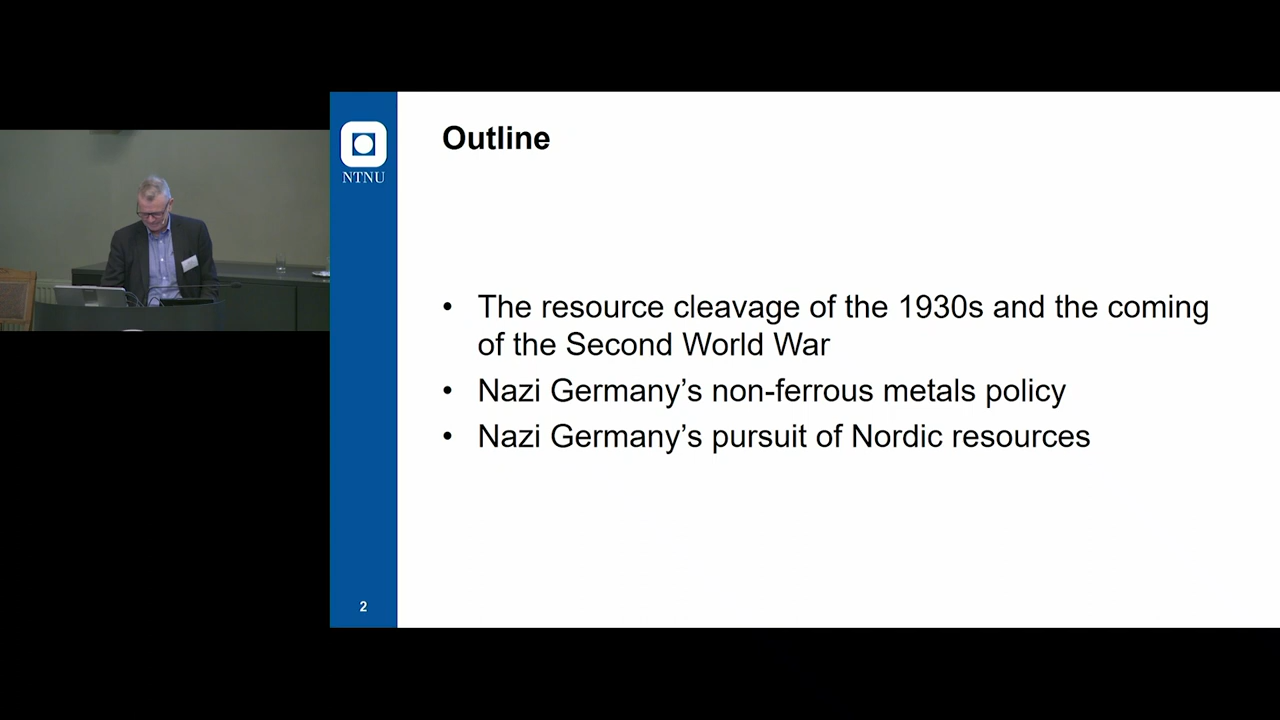 Outline
NTNU
• The resource cleavage of the 1930s and the coming
of the Second World War
• Nazi Germany’s non-ferrous metals policy
• Nazi Germany’s pursuit of Nordic resources
2